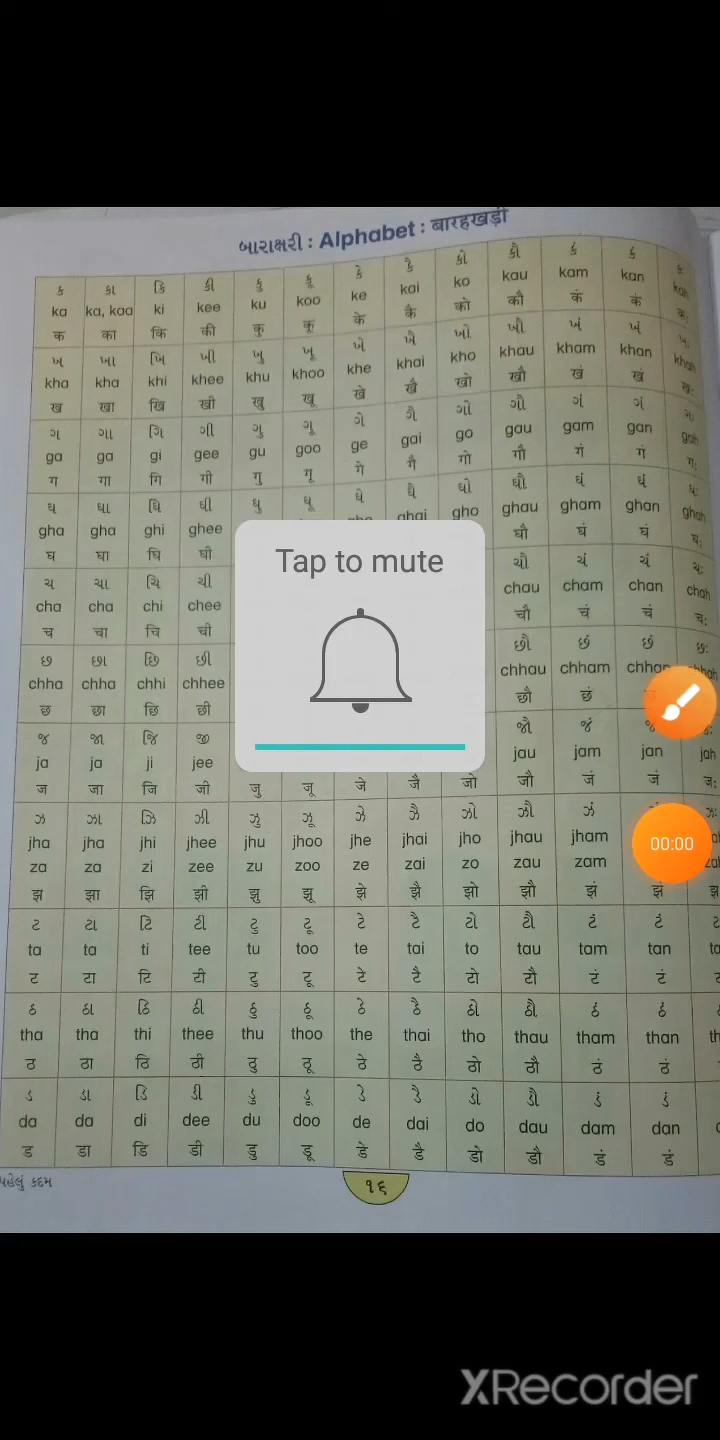 બારાક્ષરી : Alphabet : बारहखड़ी
ક કા કિ કી કુ કૂ કે કૈ કો કૌ કં કં ક
ka ka, kaa ki kee ku koo ke kai ko kau kam kan kah
क का कि की कु कू के कै को कौ कं कं कः
ખ ખા ખિ ખી ખુ ખૂ ખે ખૈ ખો ખૌ ખં ખં ખઃ
kha kha khi khee khu khoo khe khai kho khau kham khan khah
ख खा खि खी खु खू खे खै खो खौ खं खं खः
ગ ગા ગિ ગી ગુ ગૂ ગે ગૈ ગો ગૌ ગં ગં ગઃ
ga ga gi gee gu goo ge gai go gau gam gan gah
ग गा गि गी गु गू गे गै गो गौ गं गं गः
ઘ ઘા ઘિ ઘી ઘુ ઘૂ ઘે ઘૈ ઘો ઘૌ ઘં ઘં ઘઃ
gha gha ghi ghee ghai gho ghau gham ghan ghah
घ घा घि घी घौ घं घं घः
Tap to mute
ચ ચા ચિ ચી ચૌ ચં ચં ચઃ
cha cha chi chee chau cham chan chah
च चा चि ची चौ चं चं चः
છ છા છિ છી છૌ છં છં છઃ
chha chha chhi chhee chhau chham chhan
छ छा छि छी छौ छं
જ જા જિ જી જૌ જં
ja ja ji jee jau jam jan jah
ज जा जि जी जु जू जे जै जो जौ जं जं जः
ઝ ઝા ઝિ ઝી ઝુ ઝૂ ઝે ઝૈ ઝો ઝૌ ઝં
jha jha jhi jhee jhu jhoo jhe jhai jho jhau jham
00:00
za za zi zee zu zoo ze zai zo zau zam
झ झा झि झी झु झू झे झै झो झौ झं झं
ટ ટા ટિ ટી ટુ ટૂ ટે ટૈ ટો ટૌ ટં ટં
ta ta ti tee tu too te tai to tau tam tan
ट टा टि टी टु टू टे टै टो टौ टं टं
ઠ ઠા ઠિ ઠી ઠુ ઠૂ ઠે ઠૈ ઠો ઠૌ ઠં ઠં
tha tha thi thee thu thoo the thai tho thau tham than
ठ ठा ठि ठी ठु ठू ठे ठै ठो ठौ ठं ठं
ડ ડા ડિ ડી ડુ ડૂ ડે ડૈ ડો ડૌ ડં ડં
da da di dee du doo de dai do dau dam dan
ड डा डि डी डु डू डे डै डो डौ डं डं
પહેલું કદમ
૧૬
XRecorder